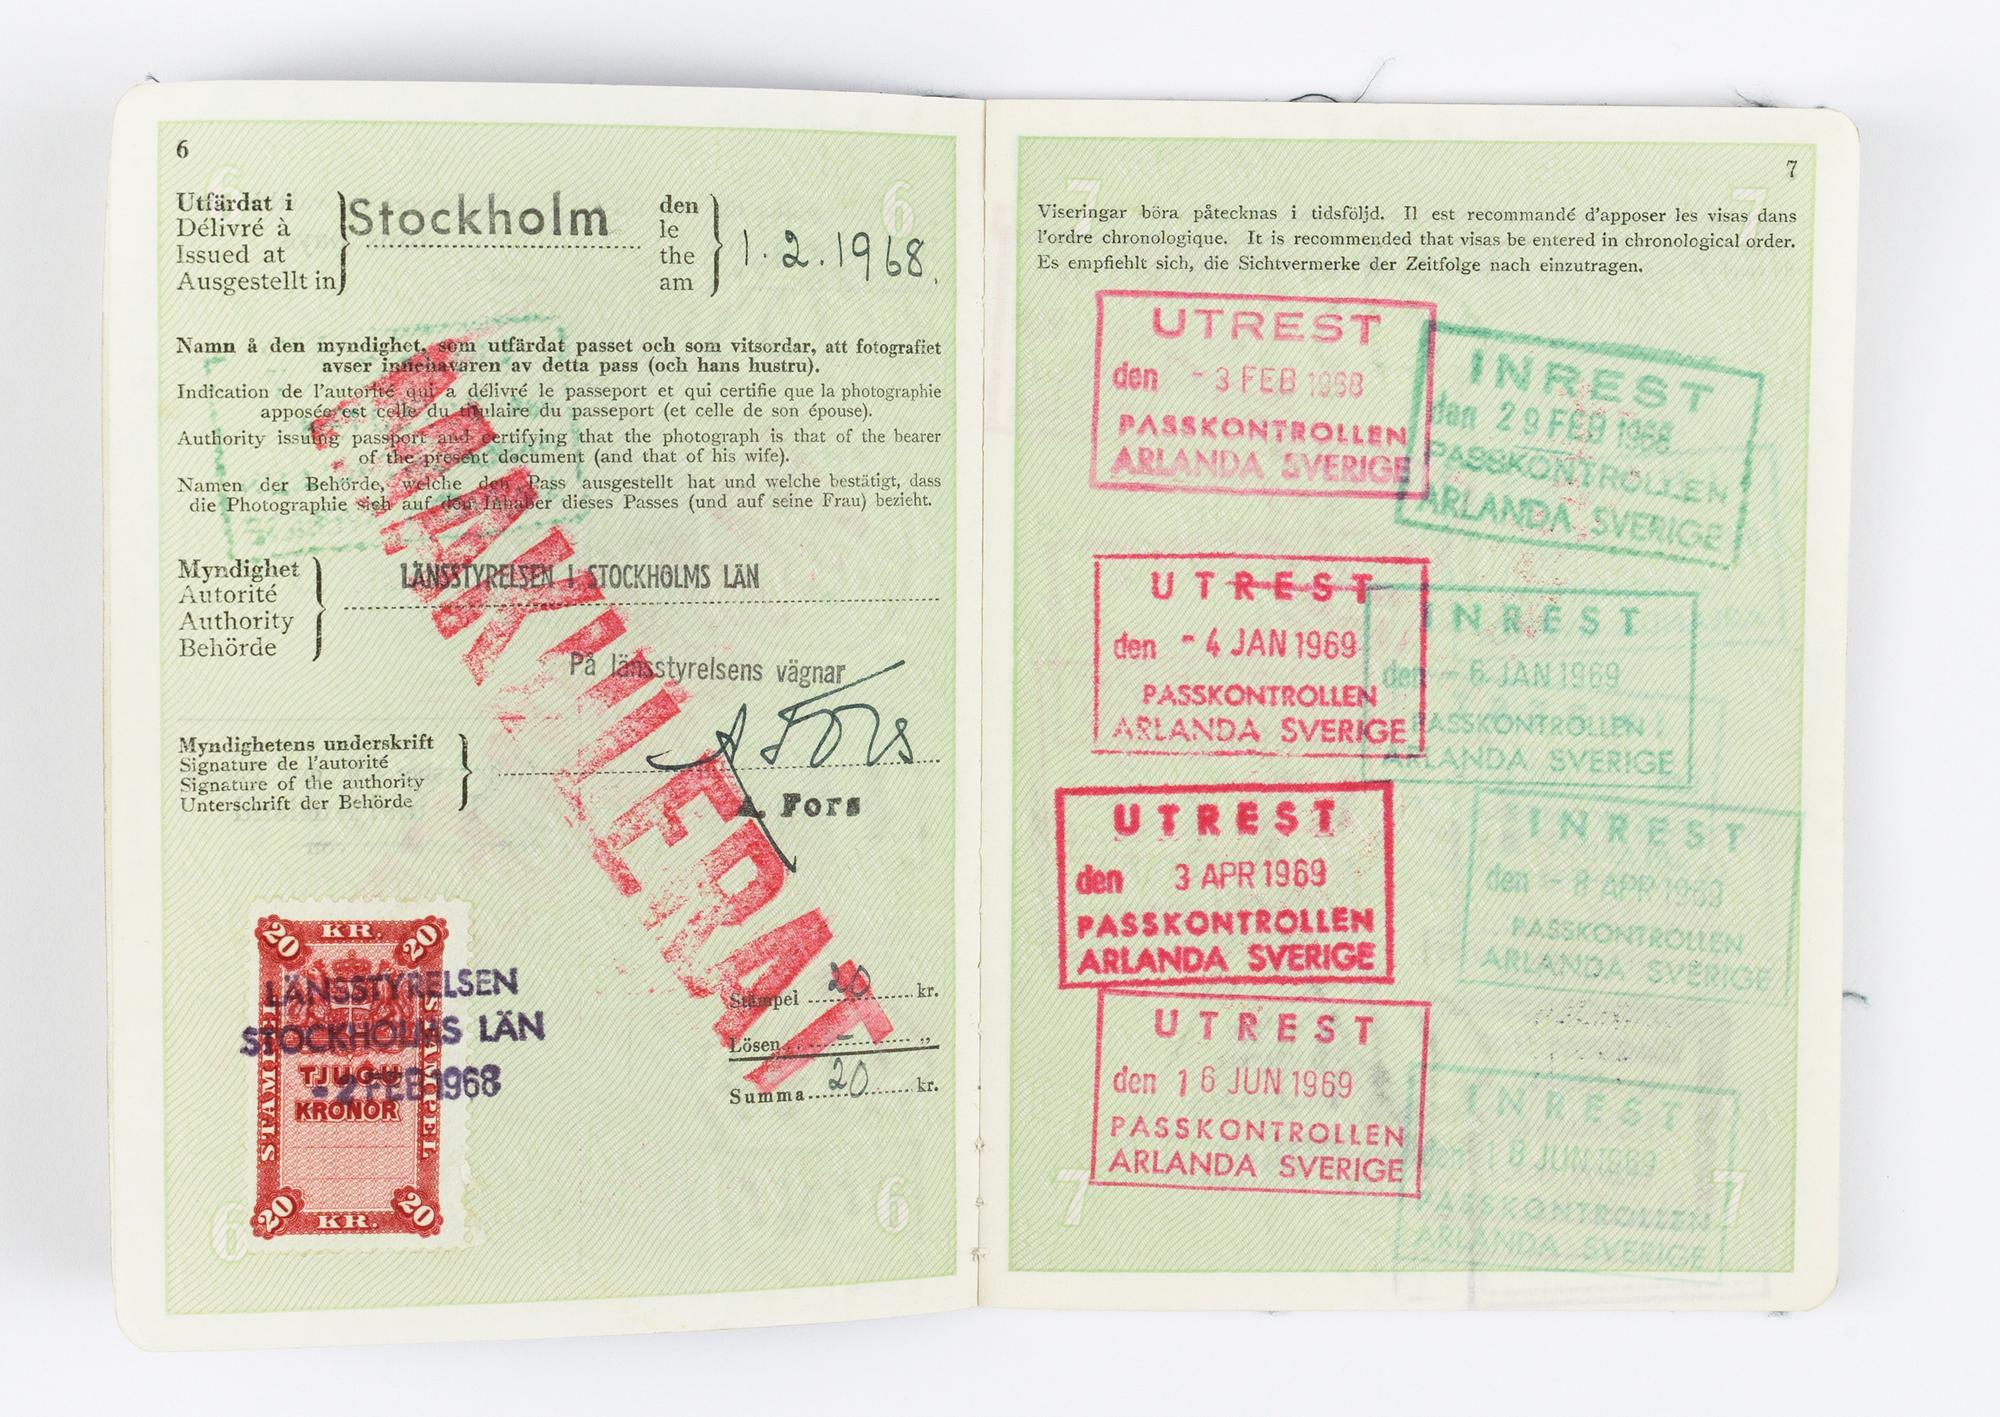 6
Utfärdat i
Délivré à
Issued at
Ausgestellt in
Stockholm
den
le
the
am
1.2.1968.
Namn å den myndighet, som utfärdat passet och som vitsordar, att fotografiet
avser innehavaren av detta pass (och hans hustru).
Indication de l'autorité qui a délivré le passeport et qui certifie que la photographie
apposée est celle du titulaire du passeport (et celle de son épouse).
Authority issuing passport and certifying that the photograph is that of the bearer
of the present document (and that of his wife).
Namen der Behörde, welche den Pass ausgestellt hat und welche bestätigt, dass
die Photographie sich auf den Inhaber dieses Passes (und auf seine Frau) bezieht.
MAKULERAT
Myndighet
Autorité
Authority
Behörde
LÄNSSTYRELSEN I STOCKHOLMS LÄN
På länsstyrelsens vägnar
Myndighetens underskrift
Signature de l'autorité
Signature of the authority
Unterschrift der Behörde
A Fors
A. Fors
20 KR. 20
STÄMPEL
STÄMPEL
TJUGO
KRONOR
20 KR. 20
LÄNSSTYRELSEN
STOCKHOLMS LÄN
- 2 FEB 1968
Stämpel 20 kr.
Lösen - „
Summa 20 kr.
6
6
6
7
Viseringar böra påtecknas i tidsföljd. Il est recommandé d'apposer les visas dans
l'ordre chronologique. It is recommended that visas be entered in chronological order.
Es empfiehlt sich, die Sichtvermerke der Zeitfolge nach einzutragen.
UTREST
den - 3 FEB 1968
PASSKONTROLLEN
ARLANDA SVERIGE
INREST
den 29 FEB 1968
PASSKONTROLLEN
ARLANDA SVERIGE
UTREST
den - 4 JAN 1969
PASSKONTROLLEN
ARLANDA SVERIGE
INREST
den - 6 JAN 1969
PASSKONTROLLEN
ARLANDA SVERIGE
UTREST
den 3 APR 1969
PASSKONTROLLEN
ARLANDA SVERIGE
INREST
den - 8 APR 1969
PASSKONTROLLEN
ARLANDA SVERIGE
UTREST
den 16 JUN 1969
PASSKONTROLLEN
ARLANDA SVERIGE
INREST
den 18 JUN 1969
PASSKONTROLLEN
ARLANDA SVERIGE
7
7
7
7